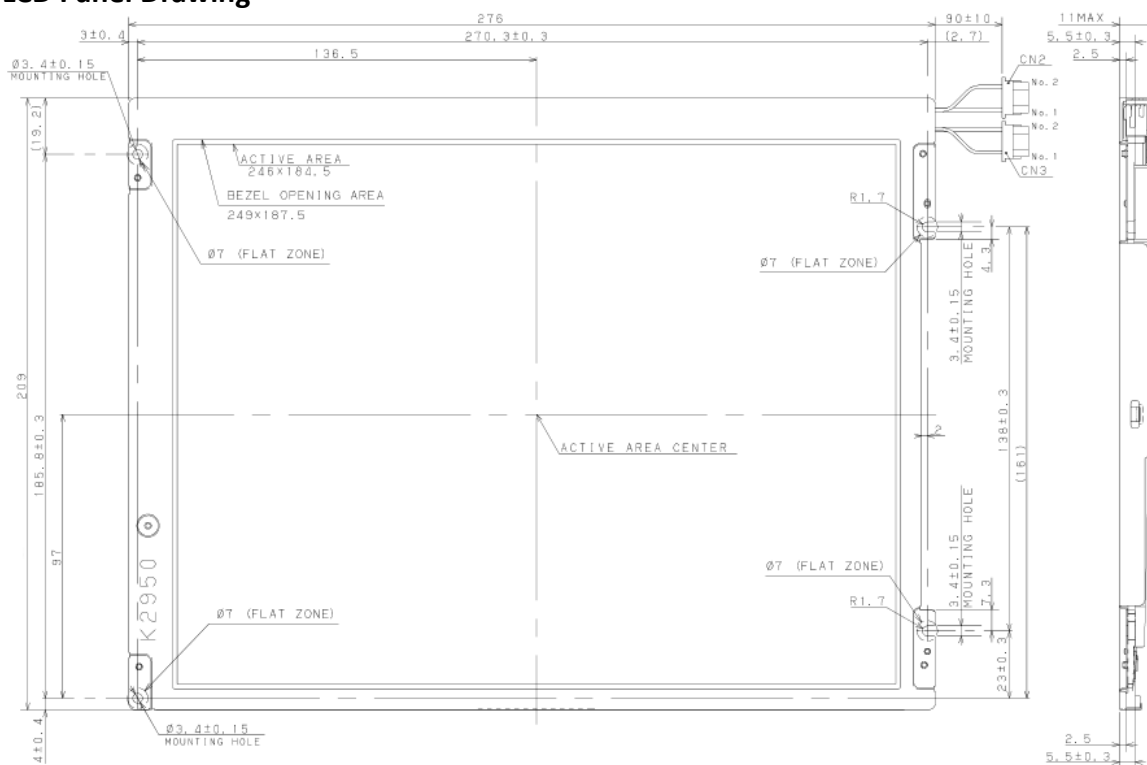 LCD Panel Drawing
276
90±10
11MAX
3±0.4
270.3±0.3
(2.7)
5.5±0.3
136.5
2.5
Ø3.4±0.15
MOUNTING HOLE
CN2
No.2
No.1
No.2
No.1
CN3
(19.2)
ACTIVE AREA
246×184.5
BEZEL OPENING AREA
249×187.5
R1.7
Ø7 (FLAT ZONE)
Ø7 (FLAT ZONE)
4.3
3.4±0.15
MOUNTING HOLE
209
185.8±0.3
97
138±0.3
(161)
2
ACTIVE AREA CENTER
K2950
3.4±0.15
MOUNTING HOLE
Ø7 (FLAT ZONE)
R1.7
7.3
Ø7 (FLAT ZONE)
23±0.3
Ø3.4±0.15
MOUNTING HOLE
4±0.4
2.5
5.5±0.3